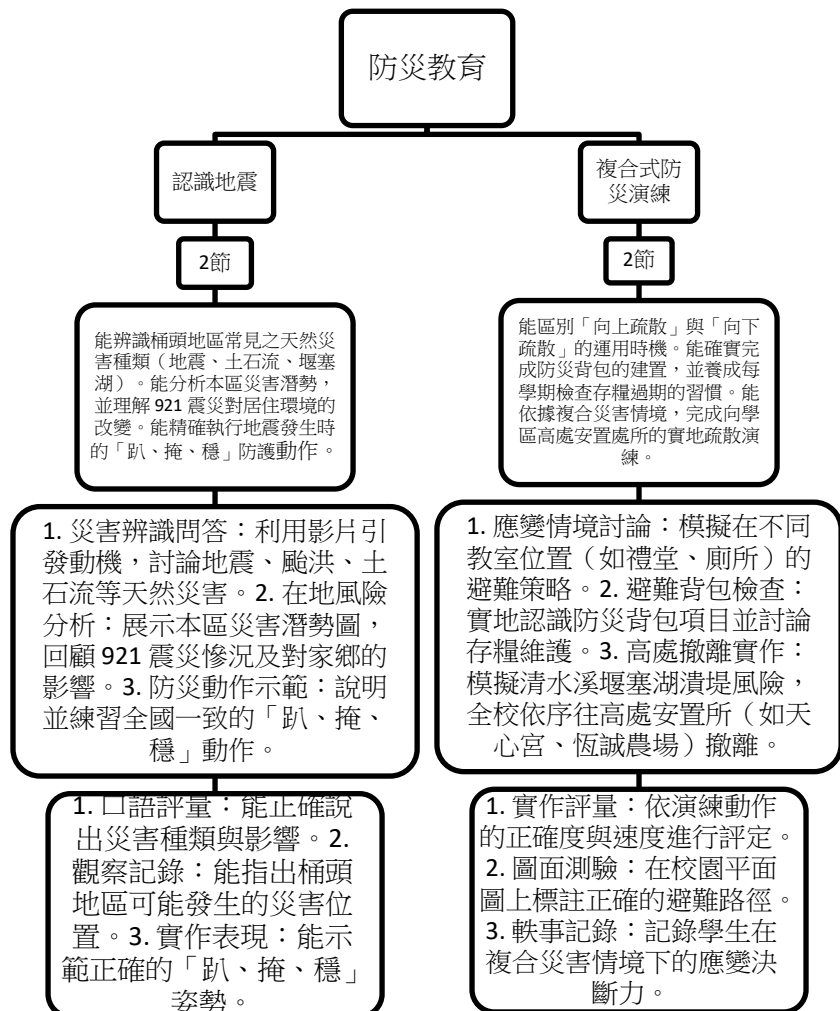 防災教育
認識地震
2節
能辨識桶頭地區常見之天然災
害種類（地震、土石流、堰塞
湖）。能分析本區災害潛勢，
並理解 921 震災對居住環境的
改變。能精確執行地震發生時
的「趴、掩、穩」防護動作。
1. 災害辨識問答：利用影片引
發動機，討論地震、颱洪、土
石流等天然災害。2. 在地風險
分析：展示本區災害潛勢圖，
回顧 921 震災慘況及對家鄉的
影響。3. 防災動作示範：說明
並練習全國一致的「趴、掩、
穩」動作。
1. 口語評量：能正確說
出災害種類與影響。2.
觀察記錄：能指出桶頭
地區可能發生的災害位
置。3. 實作表現：能示
範正確的「趴、掩、穩」
姿勢。
複合式防
災演練
2節
能區別「向上疏散」與「向下
疏散」的運用時機。能確實完
成防災背包的建置，並養成每
學期檢查存糧過期的習慣。能
依據複合災害情境，完成向學
區高處安置處所的實地疏散演
練。
1. 應變情境討論：模擬在不同
教室位置（如禮堂、廁所）的
避難策略。2. 避難背包檢查：
實地認識防災背包項目並討論
存糧維護。3. 高處撤離實作：
模擬清水溪堰塞湖潰堤風險，
全校依序往高處安置所（如天
心宮、恆誠農場）撤離。
1. 實作評量：依演練動作
的正確度與速度進行評定。
2. 圖面測驗：在校園平面
圖上標註正確的避難路徑。
3. 軼事記錄：記錄學生在
複合災害情境下的應變決
斷力。